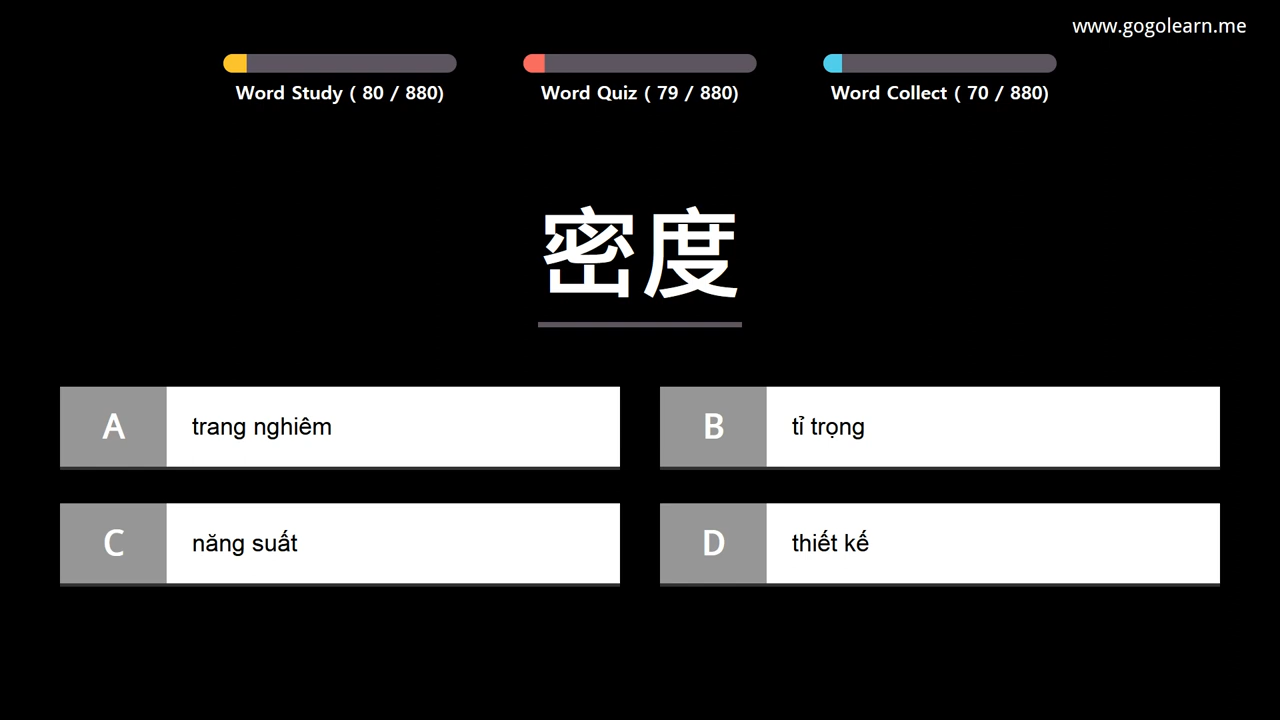 www.gogolearn.me
Word Study ( 80 / 880)
Word Quiz ( 79 / 880)
Word Collect ( 70 / 880)
密度
A trang nghiêm
B tỉ trọng
C năng suất
D thiết kế